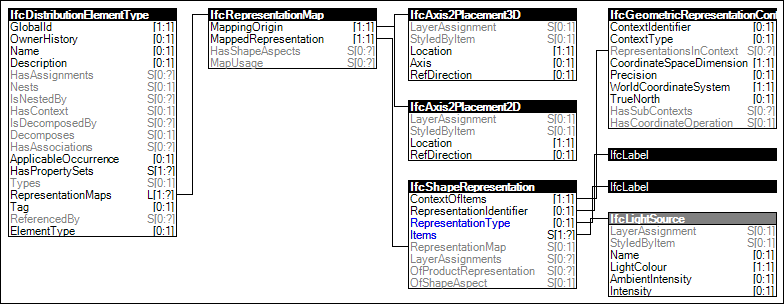 IfcDistributionElementType
GlobalId [1:1]
OwnerHistory [0:1]
Name [0:1]
Description [0:1]
HasAssignments S[0:?]
Nests S[0:1]
IsNestedBy S[0:?]
HasContext S[0:1]
IsDecomposedBy S[0:?]
Decomposes S[0:1]
HasAssociations S[0:?]
ApplicableOccurrence [0:1]
HasPropertySets S[1:?]
Types S[0:1]
RepresentationMaps L[1:?]
Tag [0:1]
ReferencedBy S[0:?]
ElementType [0:1]
IfcRepresentationMap
MappingOrigin [1:1]
MappedRepresentation [1:1]
HasShapeAspects S[0:?]
MapUsage S[0:?]
IfcAxis2Placement3D
LayerAssignment S[0:?]
StyledByItem S[0:1]
Location [1:1]
Axis [0:1]
RefDirection [0:1]
IfcAxis2Placement2D
LayerAssignment S[0:?]
StyledByItem S[0:1]
Location [1:1]
RefDirection [0:1]
IfcShapeRepresentation
ContextOfItems [1:1]
RepresentationIdentifier [0:1]
RepresentationType [0:1]
Items S[1:?]
RepresentationMap S[0:1]
LayerAssignments S[0:?]
OfProductRepresentation S[0:?]
OfShapeAspect S[0:1]
IfcGeometricRepresentationCon
ContextIdentifier [0:1]
ContextType [0:1]
RepresentationsInContext S[0:?]
CoordinateSpaceDimension [1:1]
Precision [0:1]
WorldCoordinateSystem [1:1]
TrueNorth [0:1]
HasSubContexts S[0:?]
HasCoordinateOperation S[0:1]
IfcLabel
IfcLabel
IfcLightSource
LayerAssignment S[0:?]
StyledByItem S[0:1]
Name [0:1]
LightColour [1:1]
AmbientIntensity [0:1]
Intensity [0:1]